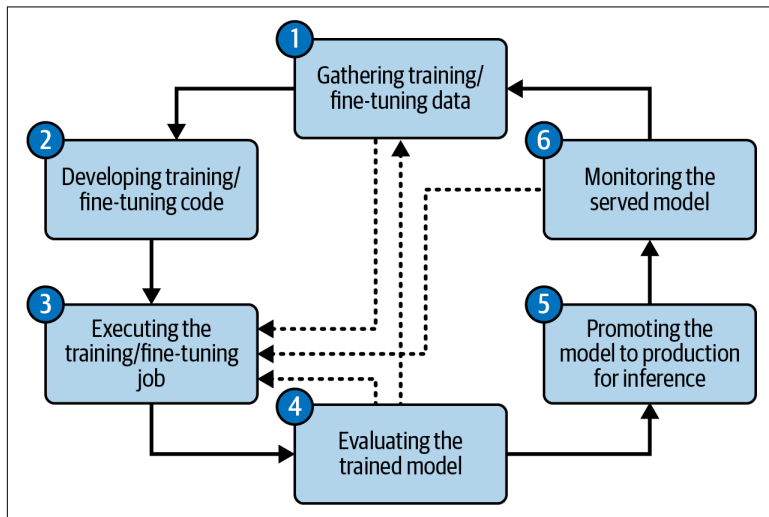 1
Gathering training/
fine-tuning data
2
Developing training/
fine-tuning code
3
Executing the
training/fine-tuning
job
4
Evaluating the
trained model
5
Promoting the
model to production
for inference
6
Monitoring the
served model